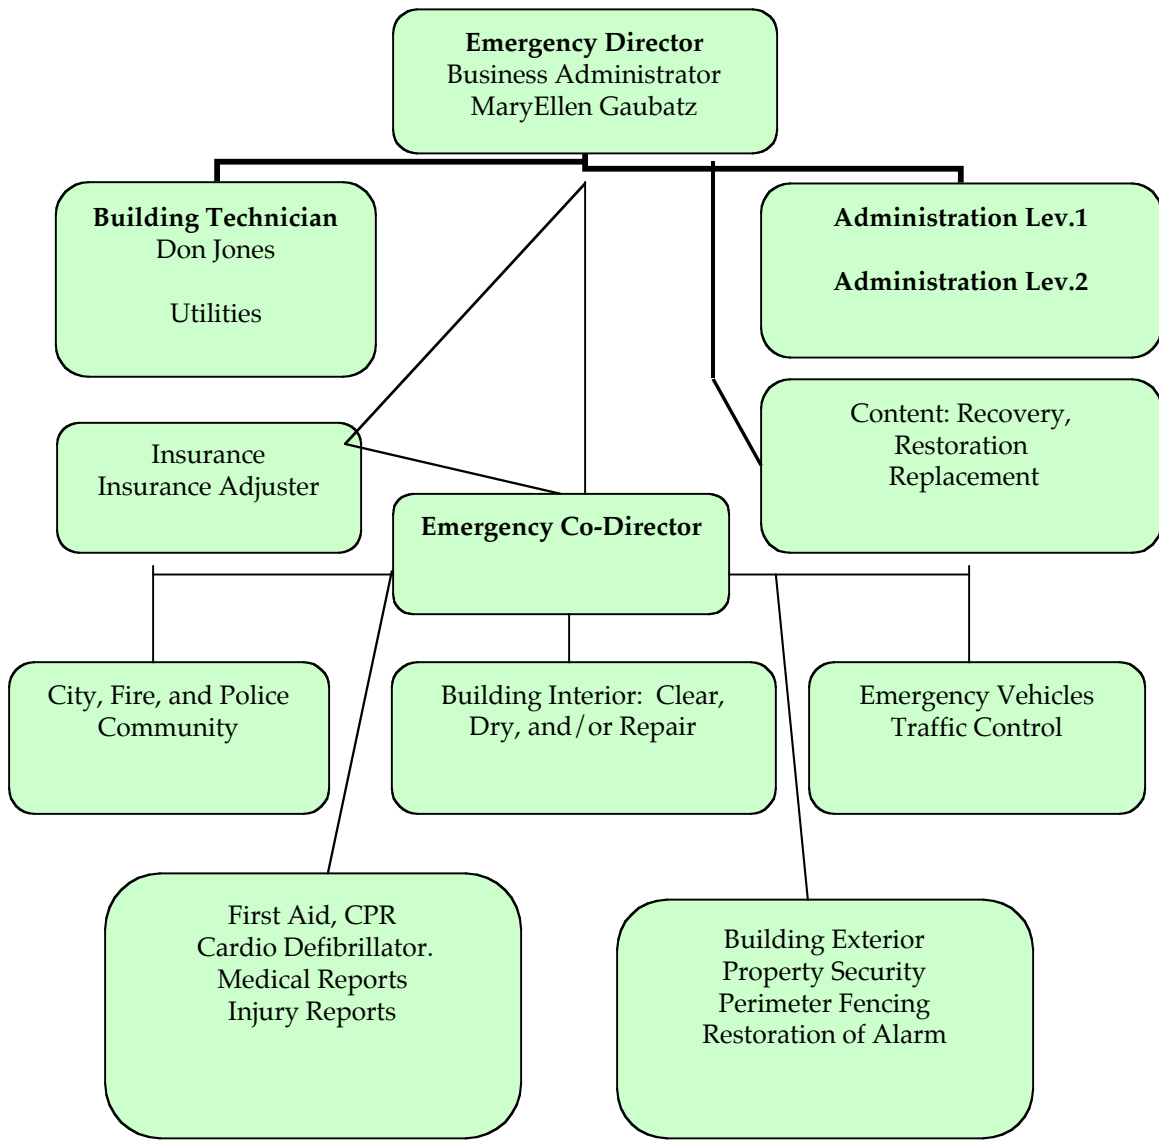 Emergency Director
Business Administrator
MaryEllen Gaubatz
Building Technician
Don Jones
Utilities
Administration Lev.1
Administration Lev.2
Insurance
Insurance Adjuster
Content: Recovery,
Restoration
Replacement
Emergency Co-Director
City, Fire, and Police
Community
Building Interior: Clear,
Dry, and/or Repair
Emergency Vehicles
Traffic Control
First Aid, CPR
Cardio Defibrillator.
Medical Reports
Injury Reports
Building Exterior
Property Security
Perimeter Fencing
Restoration of Alarm